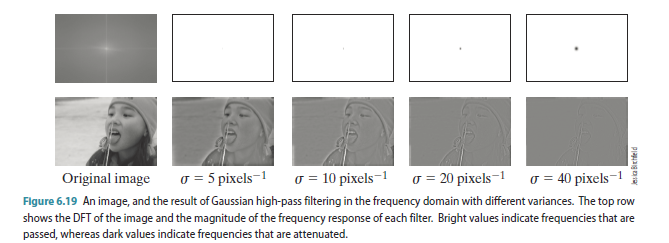 Original image
σ = 5 pixels⁻¹
σ = 10 pixels⁻¹
σ = 20 pixels⁻¹
σ = 40 pixels⁻¹
Figure 6.19 An image, and the result of Gaussian high-pass filtering in the frequency domain with different variances. The top row
shows the DFT of the image and the magnitude of the frequency response of each filter. Bright values indicate frequencies that are
passed, whereas dark values indicate frequencies that are attenuated.